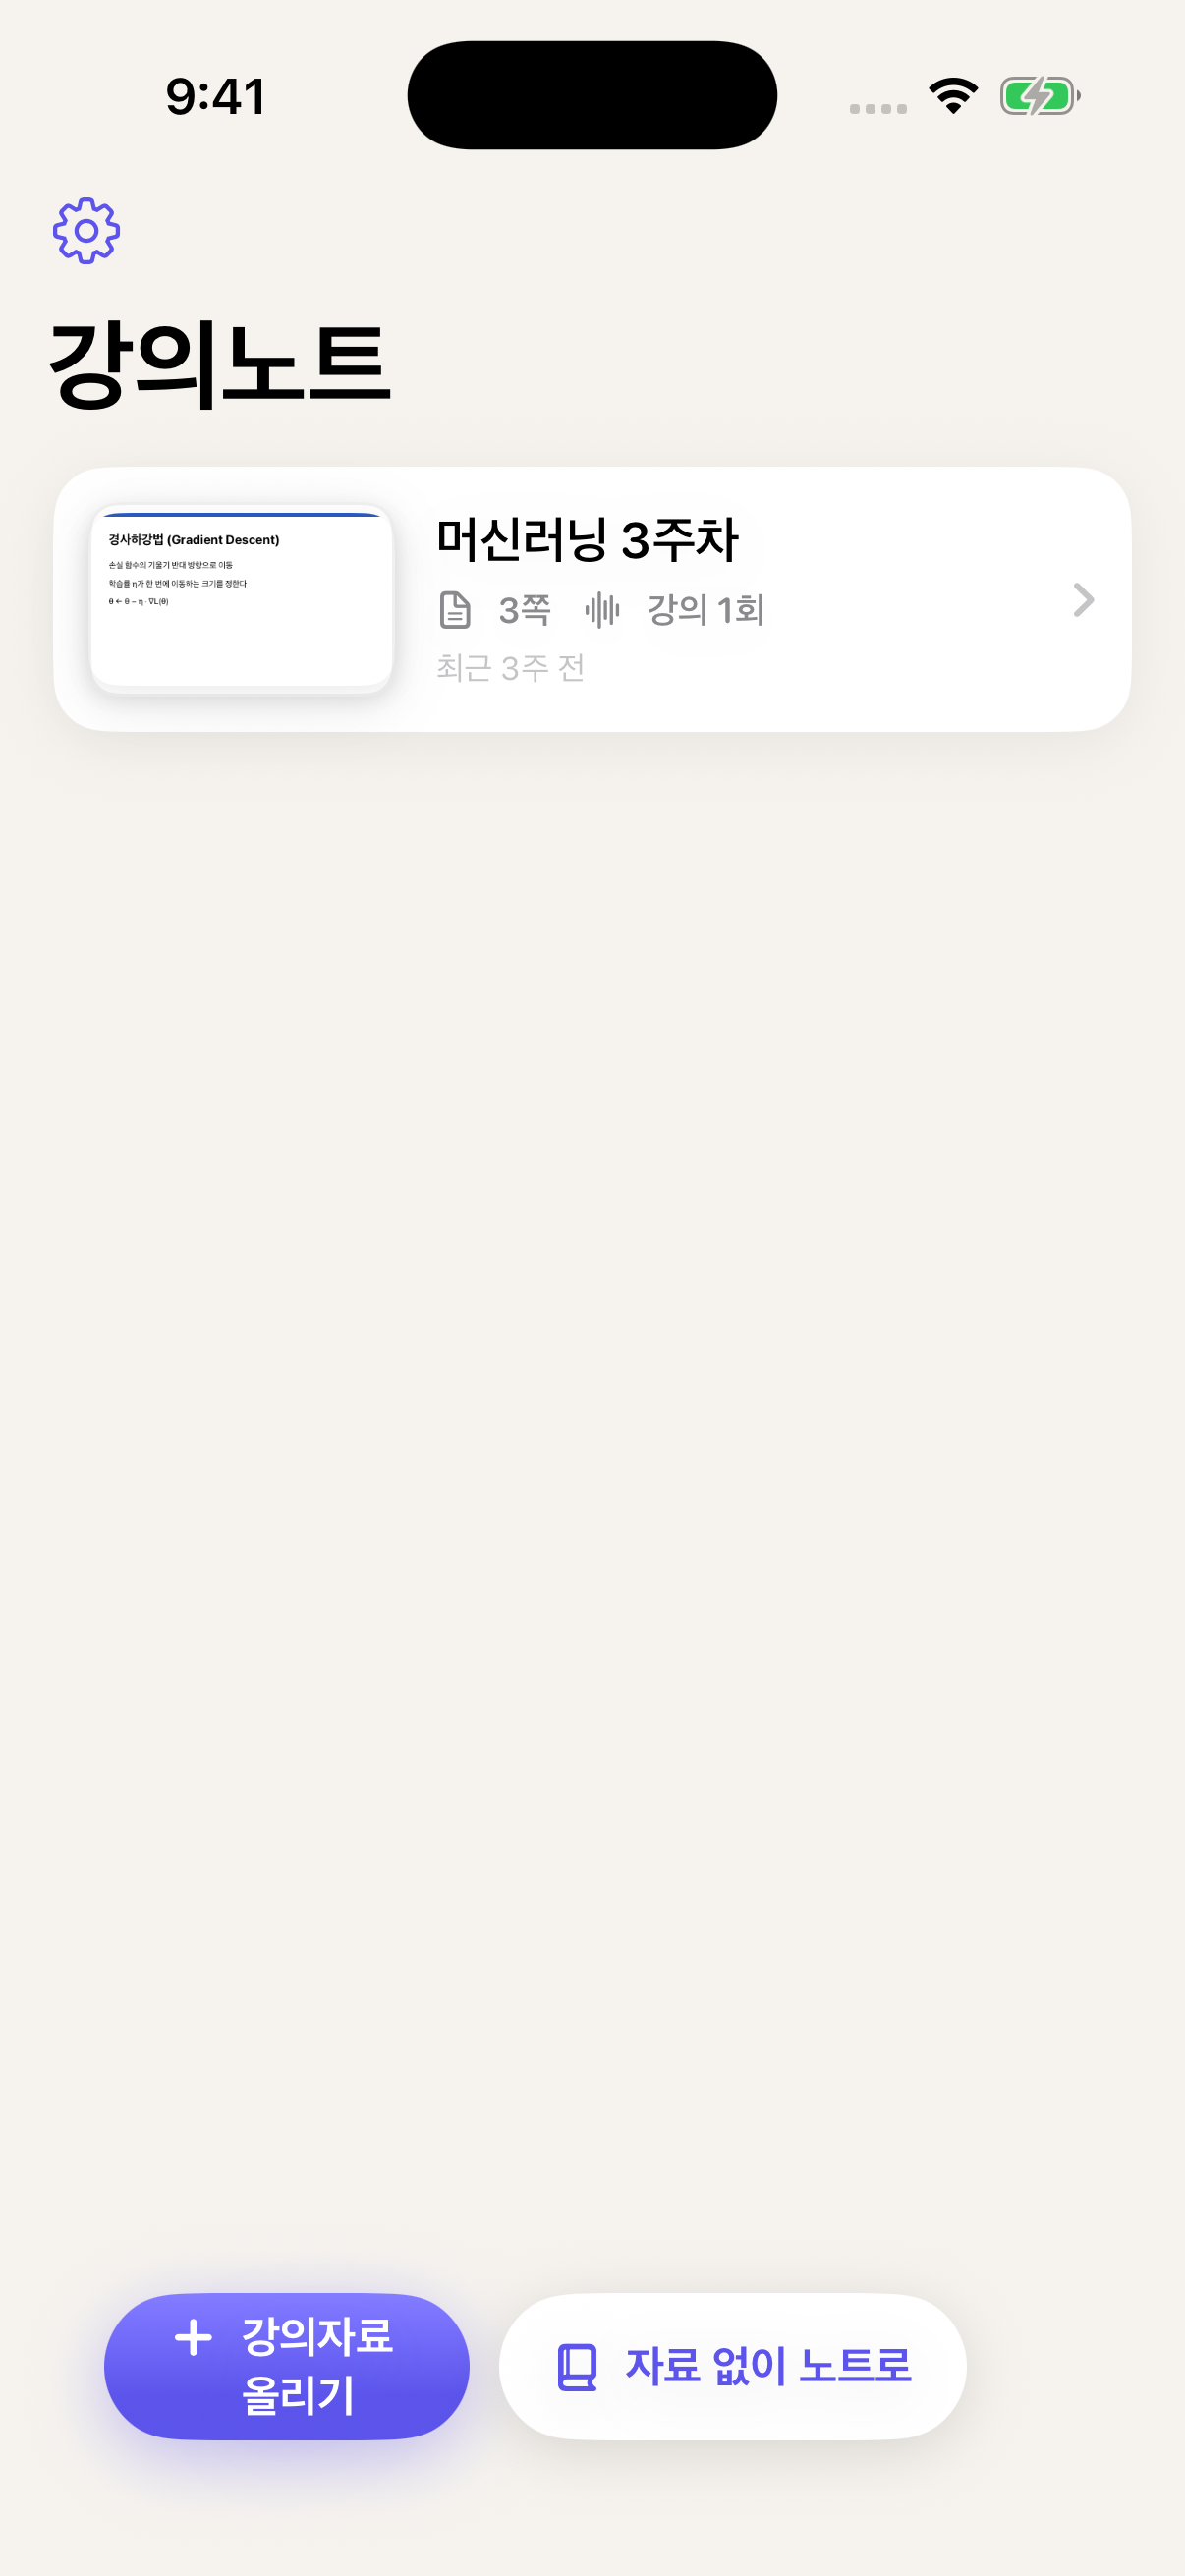 9:41
강의노트
경사하강법 (Gradient Descent)
손실 함수의 기울기 반대 방향으로 이동
학습률 η가 한 번에 이동하는 크기를 정한다
θ ← θ − η · ∇L(θ)
머신러닝 3주차
3쪽 강의 1회
최근 3주 전
강의자료
올리기
자료 없이 노트로